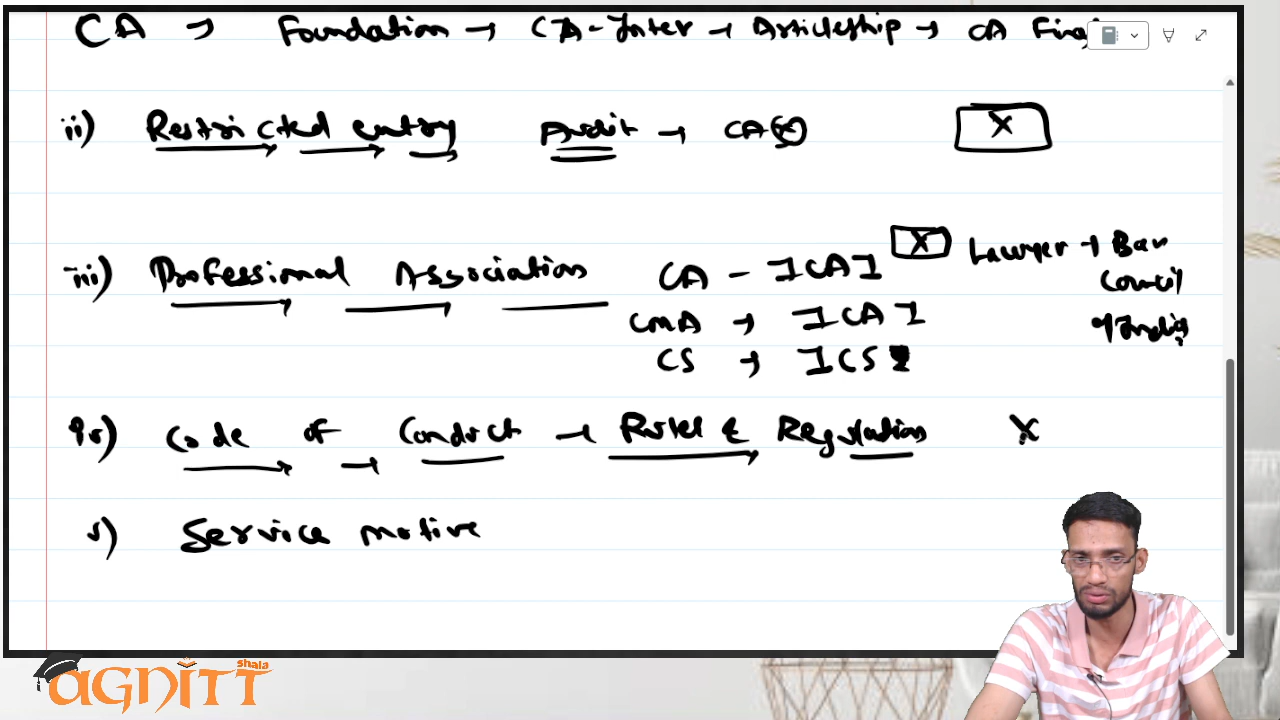 CA → Foundation → CA-Inter → Articleship → CA Final
ii) Restricted entry Audit → CA X
iii) Professional Association CA - ICAI X Lawyer → Bar Council of India
CMA → ICAI
CS → ICSI
iv) Code of Conduct → Rules & Regulations X
v) Service motive
AGNITT shala